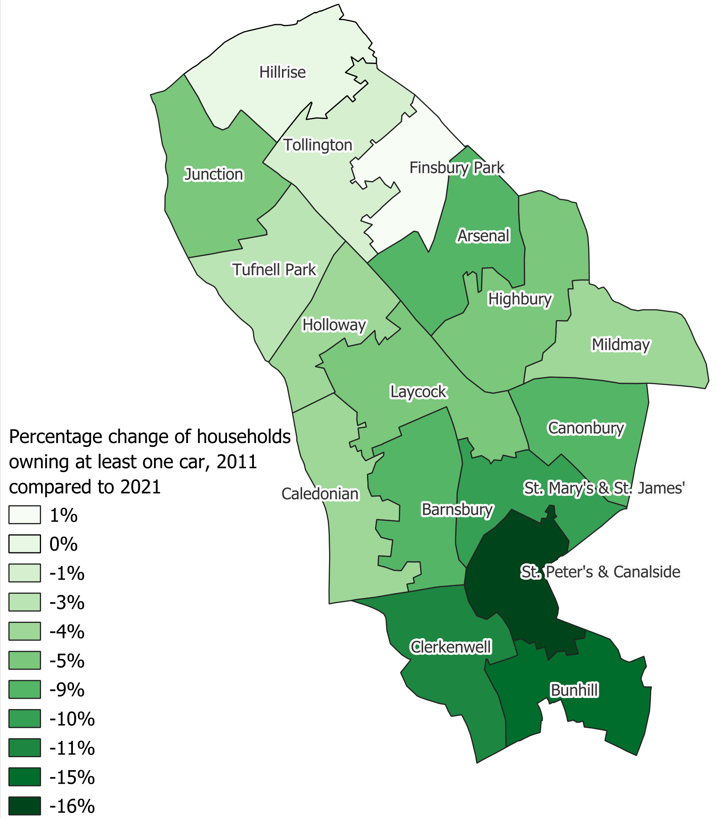 Hillrise
Tollington
Finsbury Park
Junction
Arsenal
Tufnell Park
Highbury
Holloway
Mildmay
Laycock
Canonbury
Percentage change of households
owning at least one car, 2011
compared to 2021
Caledonian
St. Mary's & St. James'
Barnsbury
1%
0%
-1%
St. Peter's & Canalside
-3%
-4%
Clerkenwell
-5%
-9%
Bunhill
-10%
-11%
-15%
-16%